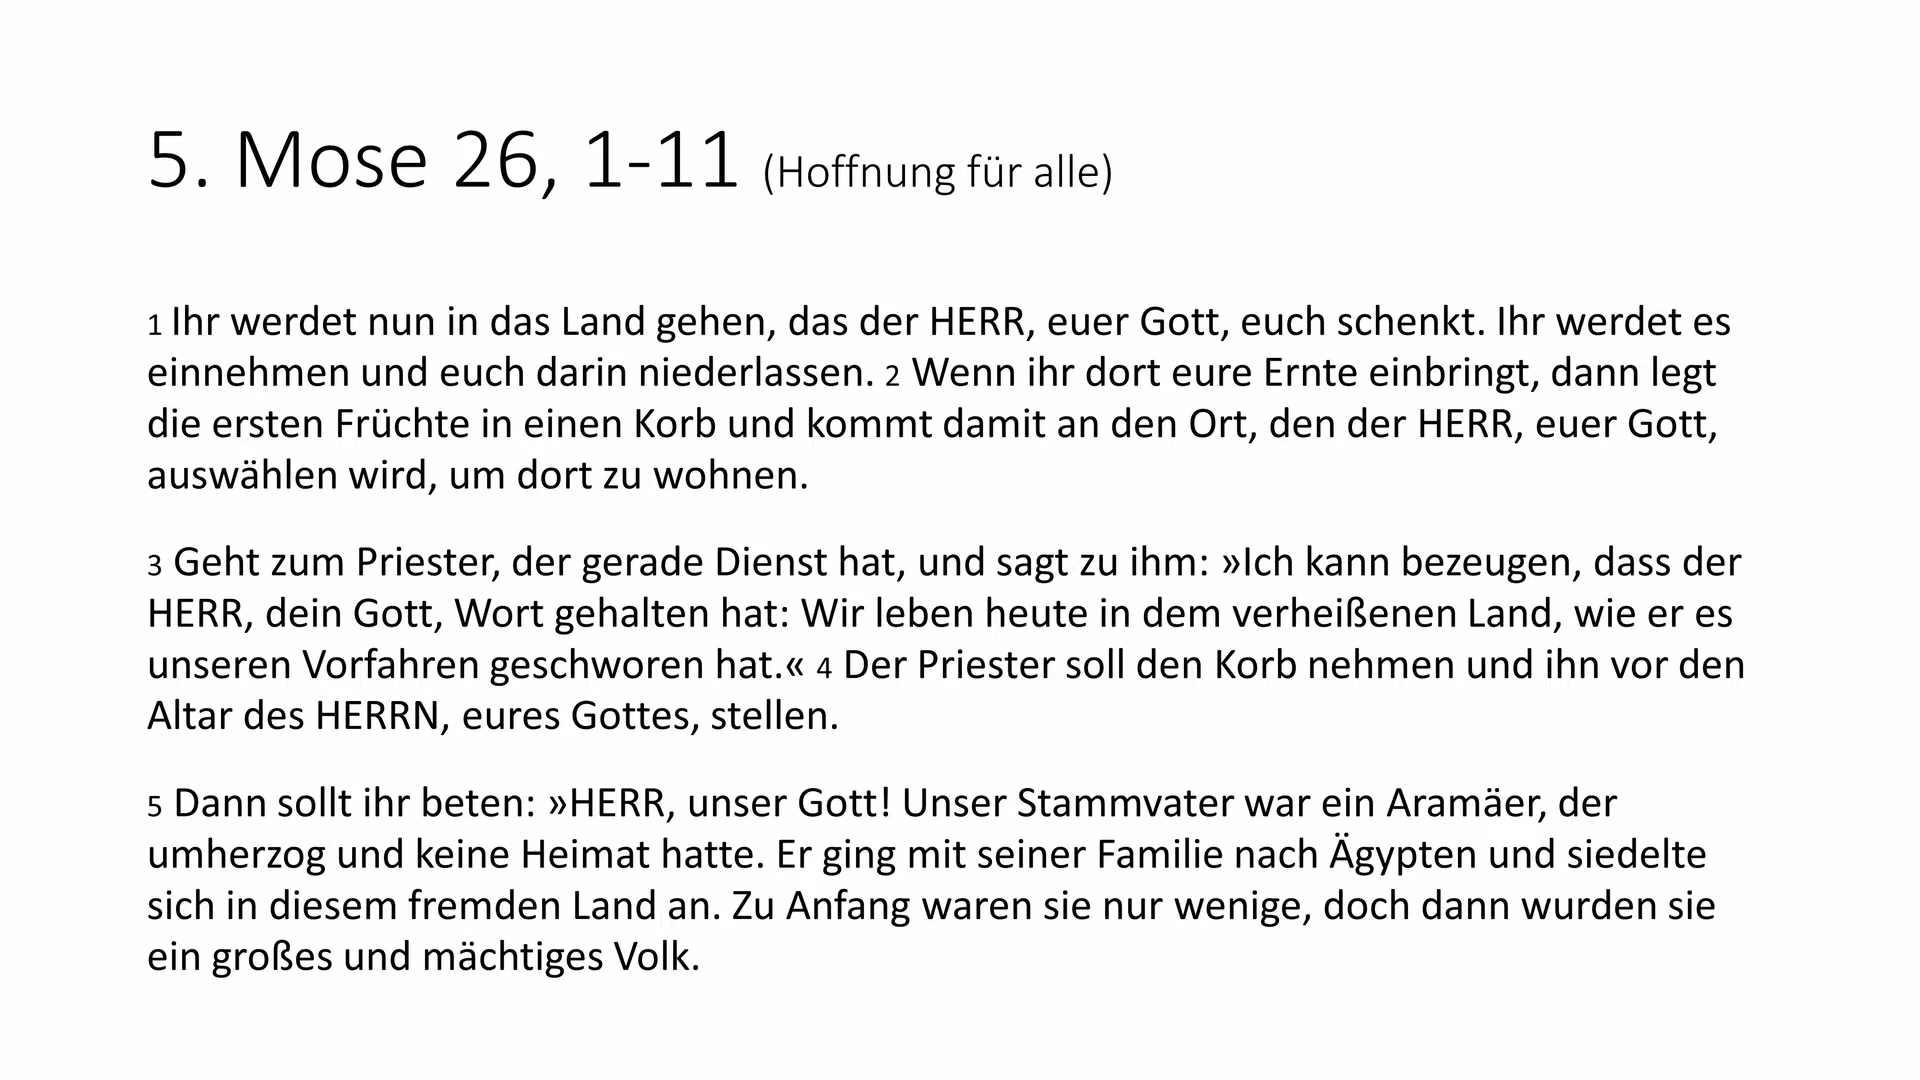 5. Mose 26, 1-11 (Hoffnung für alle)
1 Ihr werdet nun in das Land gehen, das der HERR, euer Gott, euch schenkt. Ihr werdet es
einnehmen und euch darin niederlassen. 2 Wenn ihr dort eure Ernte einbringt, dann legt
die ersten Früchte in einen Korb und kommt damit an den Ort, den der HERR, euer Gott,
auswählen wird, um dort zu wohnen.
3 Geht zum Priester, der gerade Dienst hat, und sagt zu ihm: »Ich kann bezeugen, dass der
HERR, dein Gott, Wort gehalten hat: Wir leben heute in dem verheißenen Land, wie er es
unseren Vorfahren geschworen hat.« 4 Der Priester soll den Korb nehmen und ihn vor den
Altar des HERRN, eures Gottes, stellen.
5 Dann sollt ihr beten: »HERR, unser Gott! Unser Stammvater war ein Aramäer, der
umherzog und keine Heimat hatte. Er ging mit seiner Familie nach Ägypten und siedelte
sich in diesem fremden Land an. Zu Anfang waren sie nur wenige, doch dann wurden sie
ein großes und mächtiges Volk.